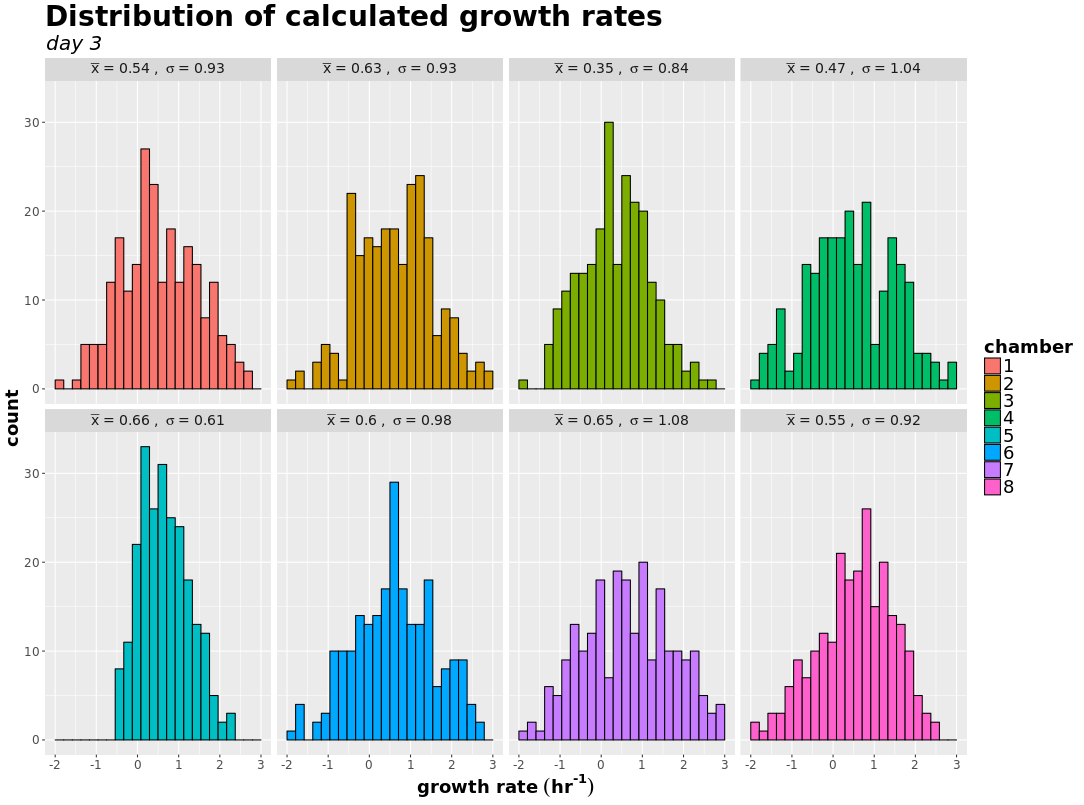 Distribution of calculated growth rates
day 3
x̅ = 0.54 , σ = 0.93
x̅ = 0.63 , σ = 0.93
x̅ = 0.35 , σ = 0.84
x̅ = 0.47 , σ = 1.04
30
20
10
0
x̅ = 0.66 , σ = 0.61
x̅ = 0.6 , σ = 0.98
x̅ = 0.65 , σ = 1.08
x̅ = 0.55 , σ = 0.92
30
20
10
0
-2 -1 0 1 2 3
-2 -1 0 1 2 3
-2 -1 0 1 2 3
-2 -1 0 1 2 3
count
growth rate (hr⁻¹)
chamber
1
2
3
4
5
6
7
8